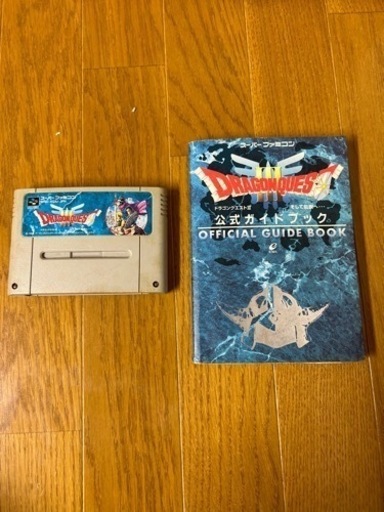 スーパーファミコン
DRAGON QUEST
スーパーファミコン
DRAGON QUEST
III
ドラゴンクエストIII
そして伝説へ…
公式ガイドブック
OFFICIAL GUIDE BOOK